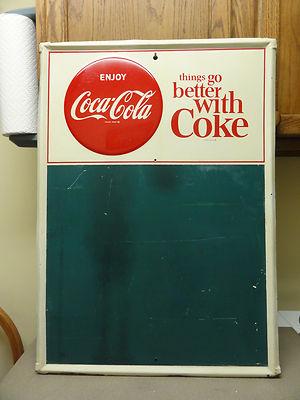 ENJOY
Coca-Cola
things go
better
with
Coke